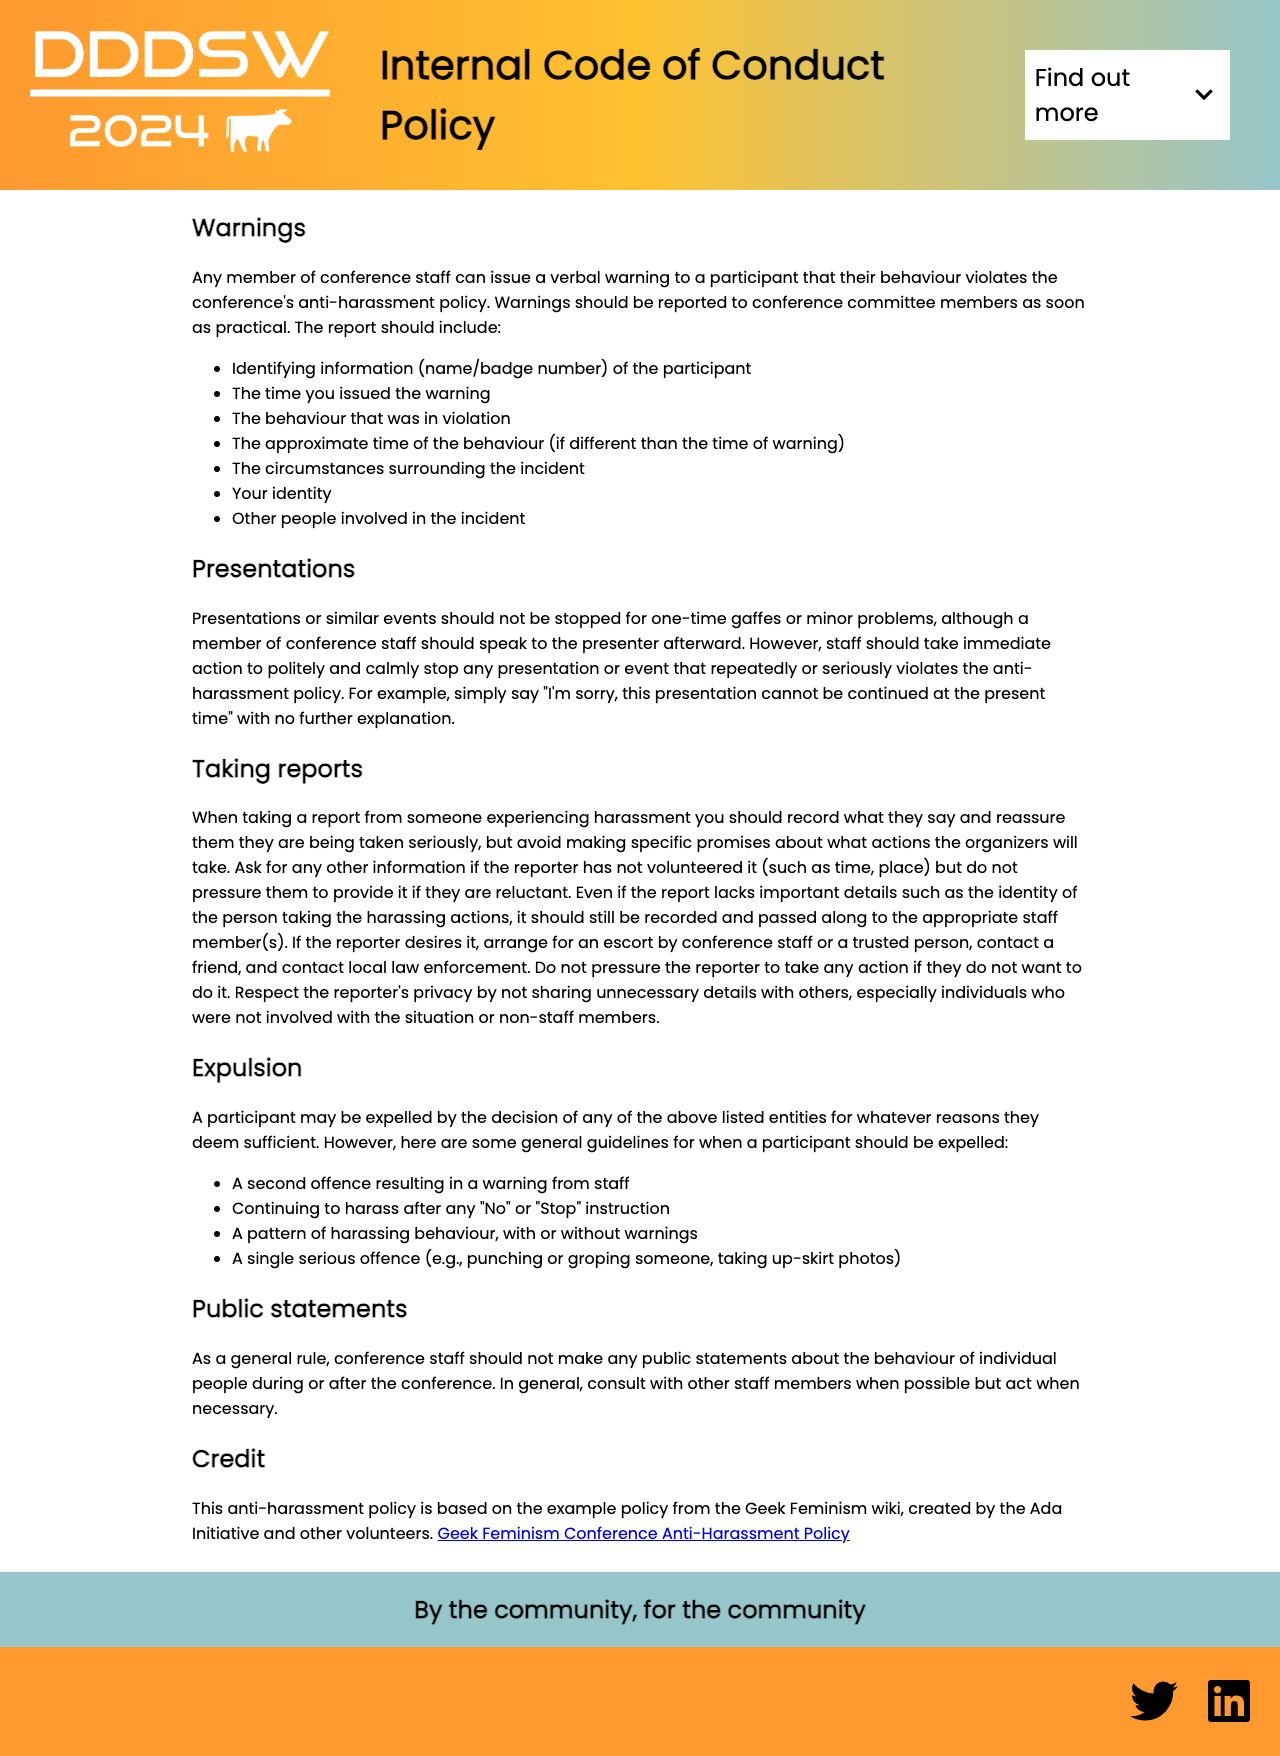 DDDSW
2024
Internal Code of Conduct
Policy
Find out
more
Warnings
Any member of conference staff can issue a verbal warning to a participant that their behaviour violates the
conference's anti-harassment policy. Warnings should be reported to conference committee members as soon
as practical. The report should include:
• Identifying information (name/badge number) of the participant
• The time you issued the warning
• The behaviour that was in violation
• The approximate time of the behaviour (if different than the time of warning)
• The circumstances surrounding the incident
• Your identity
• Other people involved in the incident
Presentations
Presentations or similar events should not be stopped for one-time gaffes or minor problems, although a
member of conference staff should speak to the presenter afterward. However, staff should take immediate
action to politely and calmly stop any presentation or event that repeatedly or seriously violates the anti-
harassment policy. For example, simply say "I'm sorry, this presentation cannot be continued at the present
time" with no further explanation.
Taking reports
When taking a report from someone experiencing harassment you should record what they say and reassure
them they are being taken seriously, but avoid making specific promises about what actions the organizers will
take. Ask for any other information if the reporter has not volunteered it (such as time, place) but do not
pressure them to provide it if they are reluctant. Even if the report lacks important details such as the identity of
the person taking the harassing actions, it should still be recorded and passed along to the appropriate staff
member(s). If the reporter desires it, arrange for an escort by conference staff or a trusted person, contact a
friend, and contact local law enforcement. Do not pressure the reporter to take any action if they do not want to
do it. Respect the reporter's privacy by not sharing unnecessary details with others, especially individuals who
were not involved with the situation or non-staff members.
Expulsion
A participant may be expelled by the decision of any of the above listed entities for whatever reasons they
deem sufficient. However, here are some general guidelines for when a participant should be expelled:
• A second offence resulting in a warning from staff
• Continuing to harass after any "No" or "Stop" instruction
• A pattern of harassing behaviour, with or without warnings
• A single serious offence (e.g., punching or groping someone, taking up-skirt photos)
Public statements
As a general rule, conference staff should not make any public statements about the behaviour of individual
people during or after the conference. In general, consult with other staff members when possible but act when
necessary.
Credit
This anti-harassment policy is based on the example policy from the Geek Feminism wiki, created by the Ada
Initiative and other volunteers. Geek Feminism Conference Anti-Harassment Policy
By the community, for the community
in